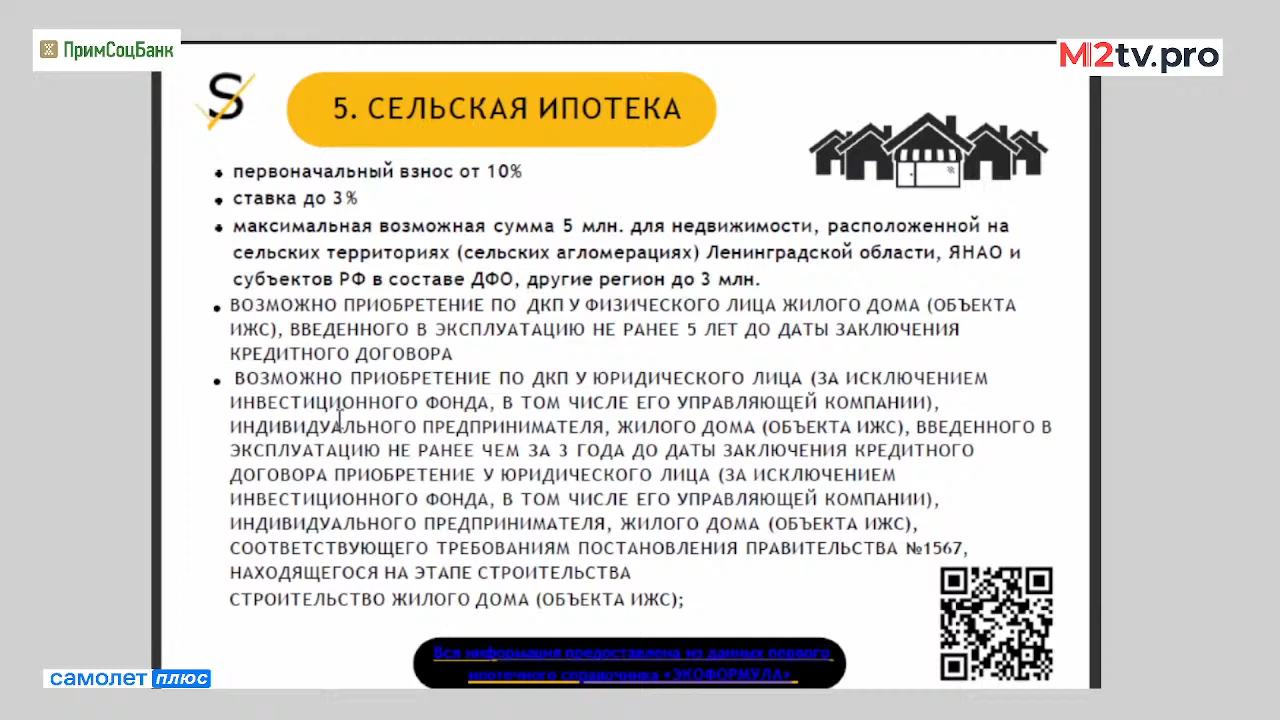 ПримСоцБанк
M2tv.pro
S
5. СЕЛЬСКАЯ ИПОТЕКА
• первоначальный взнос от 10%
• ставка до 3%
• максимальная возможная сумма 5 млн. для недвижимости, расположенной на
сельских территориях (сельских агломерациях) Ленинградской области, ЯНАО и
субъектов РФ в составе ДФО, другие регион до 3 млн.
• ВОЗМОЖНО ПРИОБРЕТЕНИЕ ПО ДКП У ФИЗИЧЕСКОГО ЛИЦА ЖИЛОГО ДОМА (ОБЪЕКТА
ИЖС), ВВЕДЕННОГО В ЭКСПЛУАТАЦИЮ НЕ РАНЕЕ 5 ЛЕТ ДО ДАТЫ ЗАКЛЮЧЕНИЯ
КРЕДИТНОГО ДОГОВОРА
• ВОЗМОЖНО ПРИОБРЕТЕНИЕ ПО ДКП У ЮРИДИЧЕСКОГО ЛИЦА (ЗА ИСКЛЮЧЕНИЕМ
ИНВЕСТИЦИОННОГО ФОНДА, В ТОМ ЧИСЛЕ ЕГО УПРАВЛЯЮЩЕЙ КОМПАНИИ),
ИНДИВИДУАЛЬНОГО ПРЕДПРИНИМАТЕЛЯ, ЖИЛОГО ДОМА (ОБЪЕКТА ИЖС), ВВЕДЕННОГО В
ЭКСПЛУАТАЦИЮ НЕ РАНЕЕ ЧЕМ ЗА 3 ГОДА ДО ДАТЫ ЗАКЛЮЧЕНИЯ КРЕДИТНОГО
ДОГОВОРА ПРИОБРЕТЕНИЕ У ЮРИДИЧЕСКОГО ЛИЦА (ЗА ИСКЛЮЧЕНИЕМ
ИНВЕСТИЦИОННОГО ФОНДА, В ТОМ ЧИСЛЕ ЕГО УПРАВЛЯЮЩЕЙ КОМПАНИИ),
ИНДИВИДУАЛЬНОГО ПРЕДПРИНИМАТЕЛЯ, ЖИЛОГО ДОМА (ОБЪЕКТА ИЖС),
СООТВЕТСТВУЮЩЕГО ТРЕБОВАНИЯМ ПОСТАНОВЛЕНИЯ ПРАВИТЕЛЬСТВА №1567,
НАХОДЯЩЕГОСЯ НА ЭТАПЕ СТРОИТЕЛЬСТВА
СТРОИТЕЛЬСТВО ЖИЛОГО ДОМА (ОБЪЕКТА ИЖС);
Вся информация предоставлена из данных первого
ипотечного справочника «ЭКОФОРМУЛА»
самолет плюс